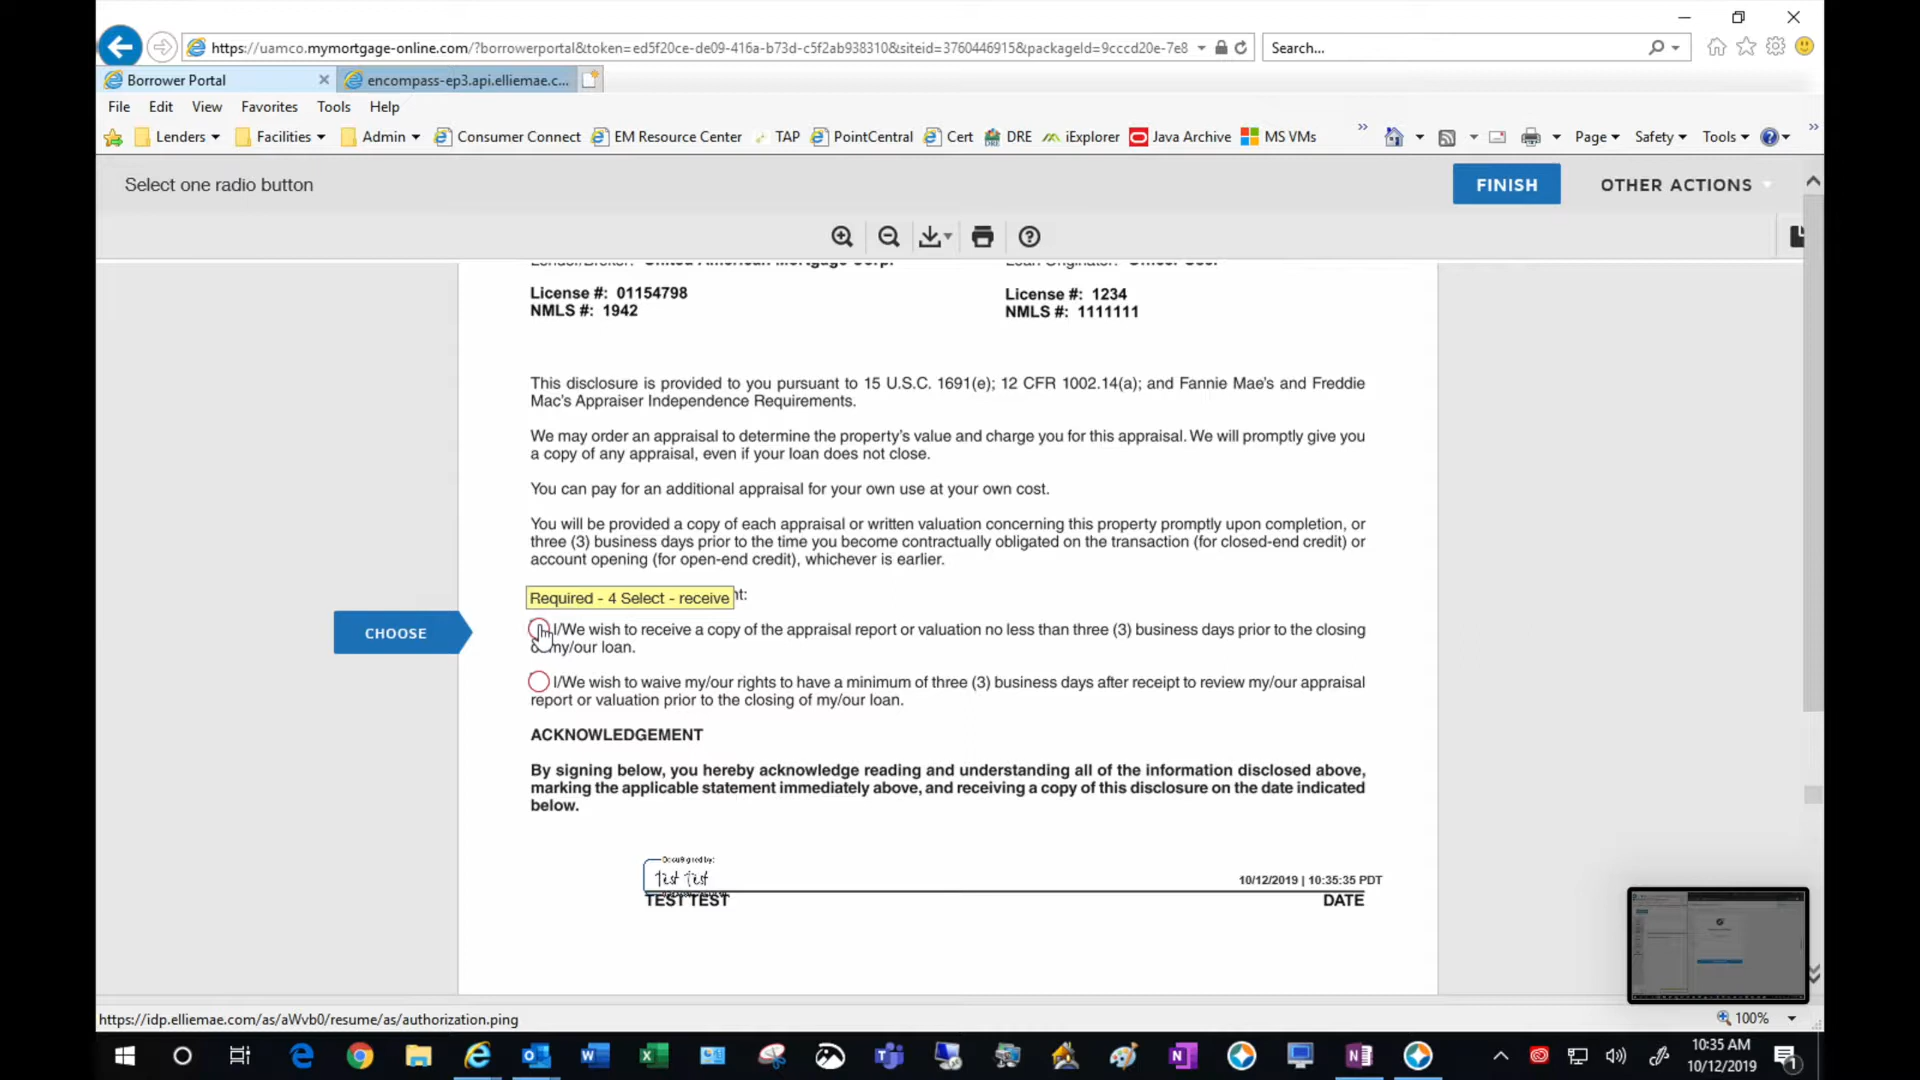 https://uamco.mymortgage-online.com/?borrowerportal&token=ed5f20ce-de09-416a-b73d-c5f2ab938310&siteid=3760446915&packageId=9cccd20e-7e8
Search...
Borrower Portal
encompass-ep3.api.elliemae.c...
File Edit View Favorites Tools Help
Lenders Facilities Admin Consumer Connect EM Resource Center TAP PointCentral Cert DRE iExplorer Java Archive MS VMs Page Safety Tools
Select one radio button
FINISH
OTHER ACTIONS
Lender/Broker: United American Mortgage Corp.
Loan Originator: Officer
License #: 01154798
License #: 1234
NMLS #: 1942
NMLS #: 1111111
This disclosure is provided to you pursuant to 15 U.S.C. 1691(e); 12 CFR 1002.14(a); and Fannie Mae's and Freddie
Mac's Appraiser Independence Requirements.
We may order an appraisal to determine the property's value and charge you for this appraisal. We will promptly give you
a copy of any appraisal, even if your loan does not close.
You can pay for an additional appraisal for your own use at your own cost.
You will be provided a copy of each appraisal or written valuation concerning this property promptly upon completion, or
three (3) business days prior to the time you become contractually obligated on the transaction (for closed-end credit) or
account opening (for open-end credit), whichever is earlier.
Required - 4 Select - receive
CHOOSE
I/We wish to receive a copy of the appraisal report or valuation no less than three (3) business days prior to the closing
my/our loan.
I/We wish to waive my/our rights to have a minimum of three (3) business days after receipt to review my/our appraisal
report or valuation prior to the closing of my/our loan.
ACKNOWLEDGEMENT
By signing below, you hereby acknowledge reading and understanding all of the information disclosed above,
marking the applicable statement immediately above, and receiving a copy of this disclosure on the date indicated
below.
DocuSigned by:
Test Test
10/12/2019 | 10:35:35 PDT
TEST TEST
DATE
https://idp.elliemae.com/as/aWvb0/resume/as/authorization.ping
100%
10:35 AM
10/12/2019
1